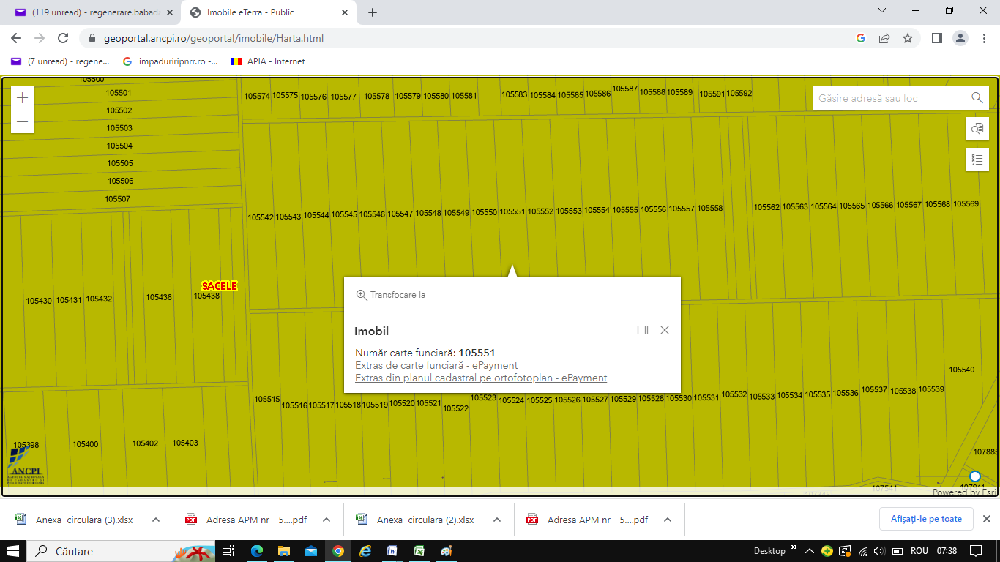 (119 unread) - regenerare.babada
Imobile eTerra - Public
geoportal.ancpi.ro/geoportal/imobile/Harta.html
(7 unread) - regene...
impaduriripnrr.ro -...
APIA - Internet
105500
105501
105502
105503
105504
105505
105506
105507
105574 105575 105576 105577 105578 105579 105580 105581 105583 105584 105585 105586 105587 105588 105589 105591 105592
Găsire adresă sau loc
105542 105543 105544 105545 105546 105547 105548 105549 105550 105551 105552 105553 105554 105555 105556 105557 105558 105562 105563 105564 105565 105566 105567 105568 105569
SACELE
105430 105431 105432 105436 105438
Transfocare la
Imobil
Număr carte funciară: 105551
Extras de carte funciară - ePayment
Extras din planul cadastral pe ortofotoplan - ePayment
105515 105516 105517 105518 105519 105520 105521 105522 105523 105524 105525 105526 105527 105529 105528 105530 105531 105532 105533 105534 105535 105536 105537 105538 105539 105540
105398 105400 105402 105403
107885
ANCPI
107541
Powered by Esri
Anexa circulara (3).xlsx
Adresa APM nr - 5....pdf
Anexa circulara (2).xlsx
Adresa APM nr - 5....pdf
Afișați-le pe toate
Căutare
Desktop
ROU
07:38